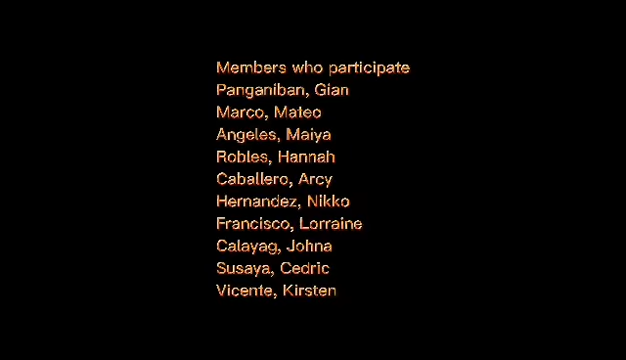 Members who participate
Panganiban, Gian
Marco, Mateo
Angeles, Maiya
Robles, Hannah
Caballero, Arcy
Hernandez, Nikko
Francisco, Lorraine
Calayag, Johna
Susaya, Cedric
Vicente, Kirsten